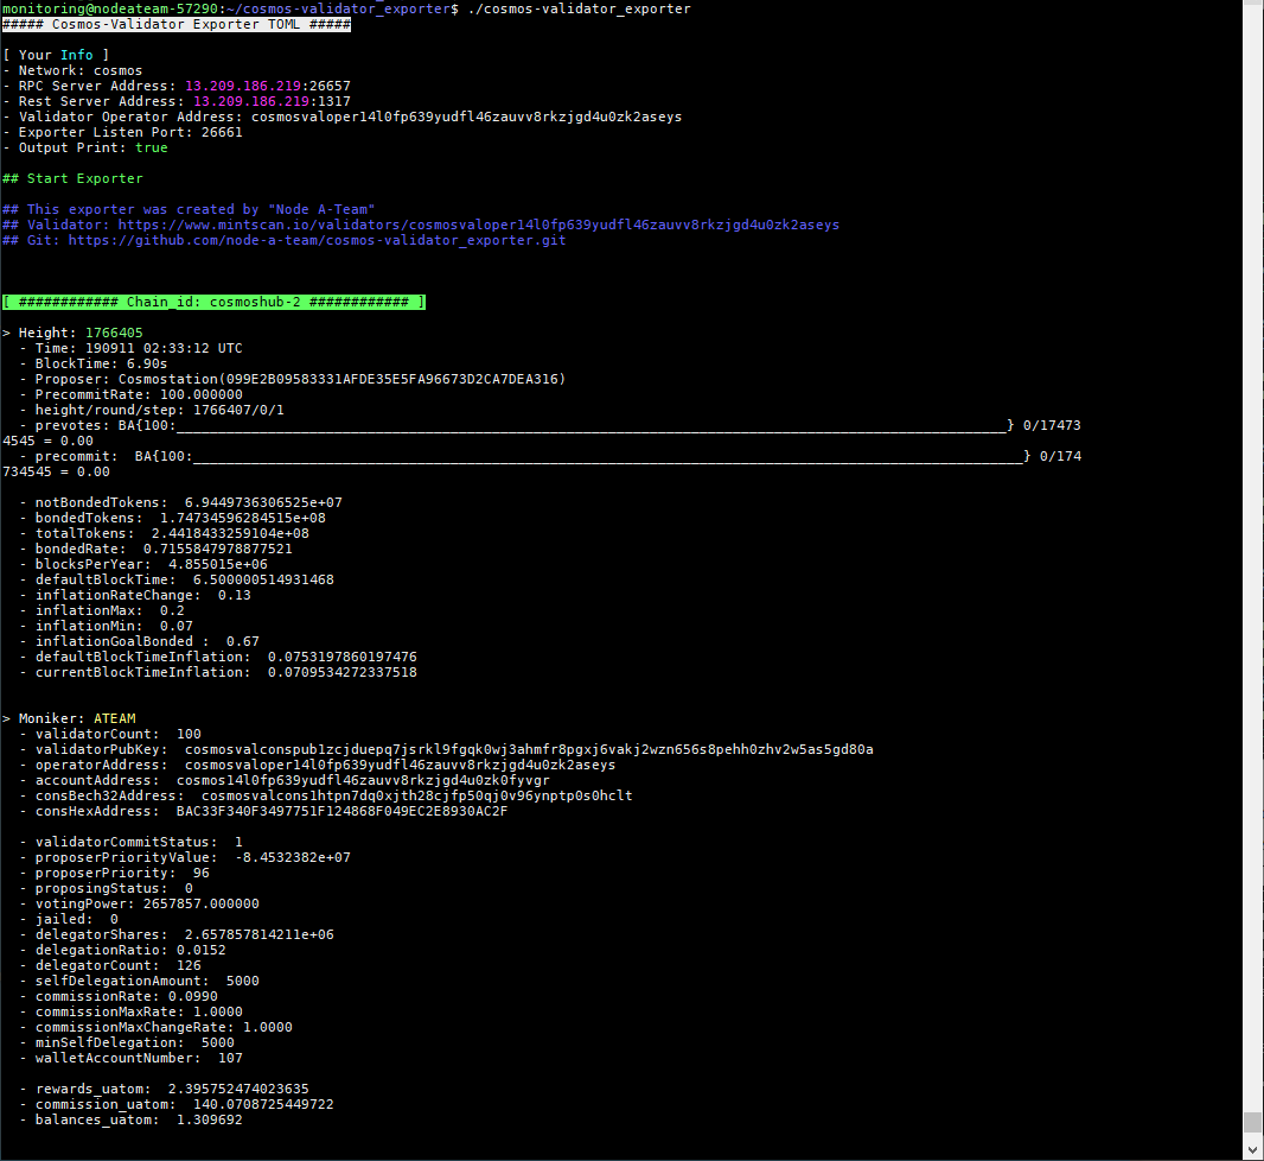 monitoring@nodeateam-57290:~/cosmos-validator_exporter$ ./cosmos-validator_exporter
##### Cosmos-Validator Exporter TOML #####
[ Your Info ]
- Network: cosmos
- RPC Server Address: 13.209.186.219:26657
- Rest Server Address: 13.209.186.219:1317
- Validator Operator Address: cosmosvaloper14l0fp639yudfl46zauvv8rkzjgd4u0zk2aseys
- Exporter Listen Port: 26661
- Output Print: true
## Start Exporter
## This exporter was created by "Node A-Team"
## Validator: https://www.mintscan.io/validators/cosmosvaloper14l0fp639yudfl46zauvv8rkzjgd4u0zk2aseys
## Git: https://github.com/node-a-team/cosmos-validator_exporter.git
[ ############ Chain_id: cosmoshub-2 ############ ]
> Height: 1766405
- Time: 190911 02:33:12 UTC
- BlockTime: 6.90s
- Proposer: Cosmostation(099E2B09583331AFDE35E5FA96673D2CA7DEA316)
- PrecommitRate: 100.000000
- height/round/step: 1766407/0/1
- prevotes: BA{100:____________________________________________________________________________________________________} 0/17473
4545 = 0.00
- precommit:  BA{100:____________________________________________________________________________________________________} 0/174
734545 = 0.00
- notBondedTokens:  6.9449736306525e+07
- bondedTokens:  1.74734596284515e+08
- totalTokens:  2.4418433259104e+08
- bondedRate:  0.7155847978877521
- blocksPerYear:  4.855015e+06
- defaultBlockTime:  6.500000514931468
- inflationRateChange:  0.13
- inflationMax:  0.2
- inflationMin:  0.07
- inflationGoalBonded :  0.67
- defaultBlockTimeInflation:  0.0753197860197476
- currentBlockTimeInflation:  0.0709534272337518
> Moniker: ATEAM
- validatorCount:  100
- validatorPubKey:  cosmosvalconspub1zcjduepq7jsrkl9fgqk0wj3ahmfr8pgxj6vakj2wzn656s8pehh0zhv2w5as5gd80a
- operatorAddress:  cosmosvaloper14l0fp639yudfl46zauvv8rkzjgd4u0zk2aseys
- accountAddress:  cosmos14l0fp639yudfl46zauvv8rkzjgd4u0zk0fyvgr
- consBech32Address:  cosmosvalcons1htpn7dq0xjth28cjfp50qj0v96ynptp0s0hclt
- consHexAddress:  BAC33F340F3497751F124868F049EC2E8930AC2F
- validatorCommitStatus:  1
- proposerPriorityValue:  -8.4532382e+07
- proposerPriority:  96
- proposingStatus:  0
- votingPower: 2657857.000000
- jailed:  0
- delegatorShares:  2.657857814211e+06
- delegationRatio: 0.0152
- delegatorCount:  126
- selfDelegationAmount:  5000
- commissionRate: 0.0990
- commissionMaxRate: 1.0000
- commissionMaxChangeRate: 1.0000
- minSelfDelegation:  5000
- walletAccountNumber:  107
- rewards_uatom:  2.395752474023635
- commission_uatom:  140.0708725449722
- balances_uatom:  1.309692